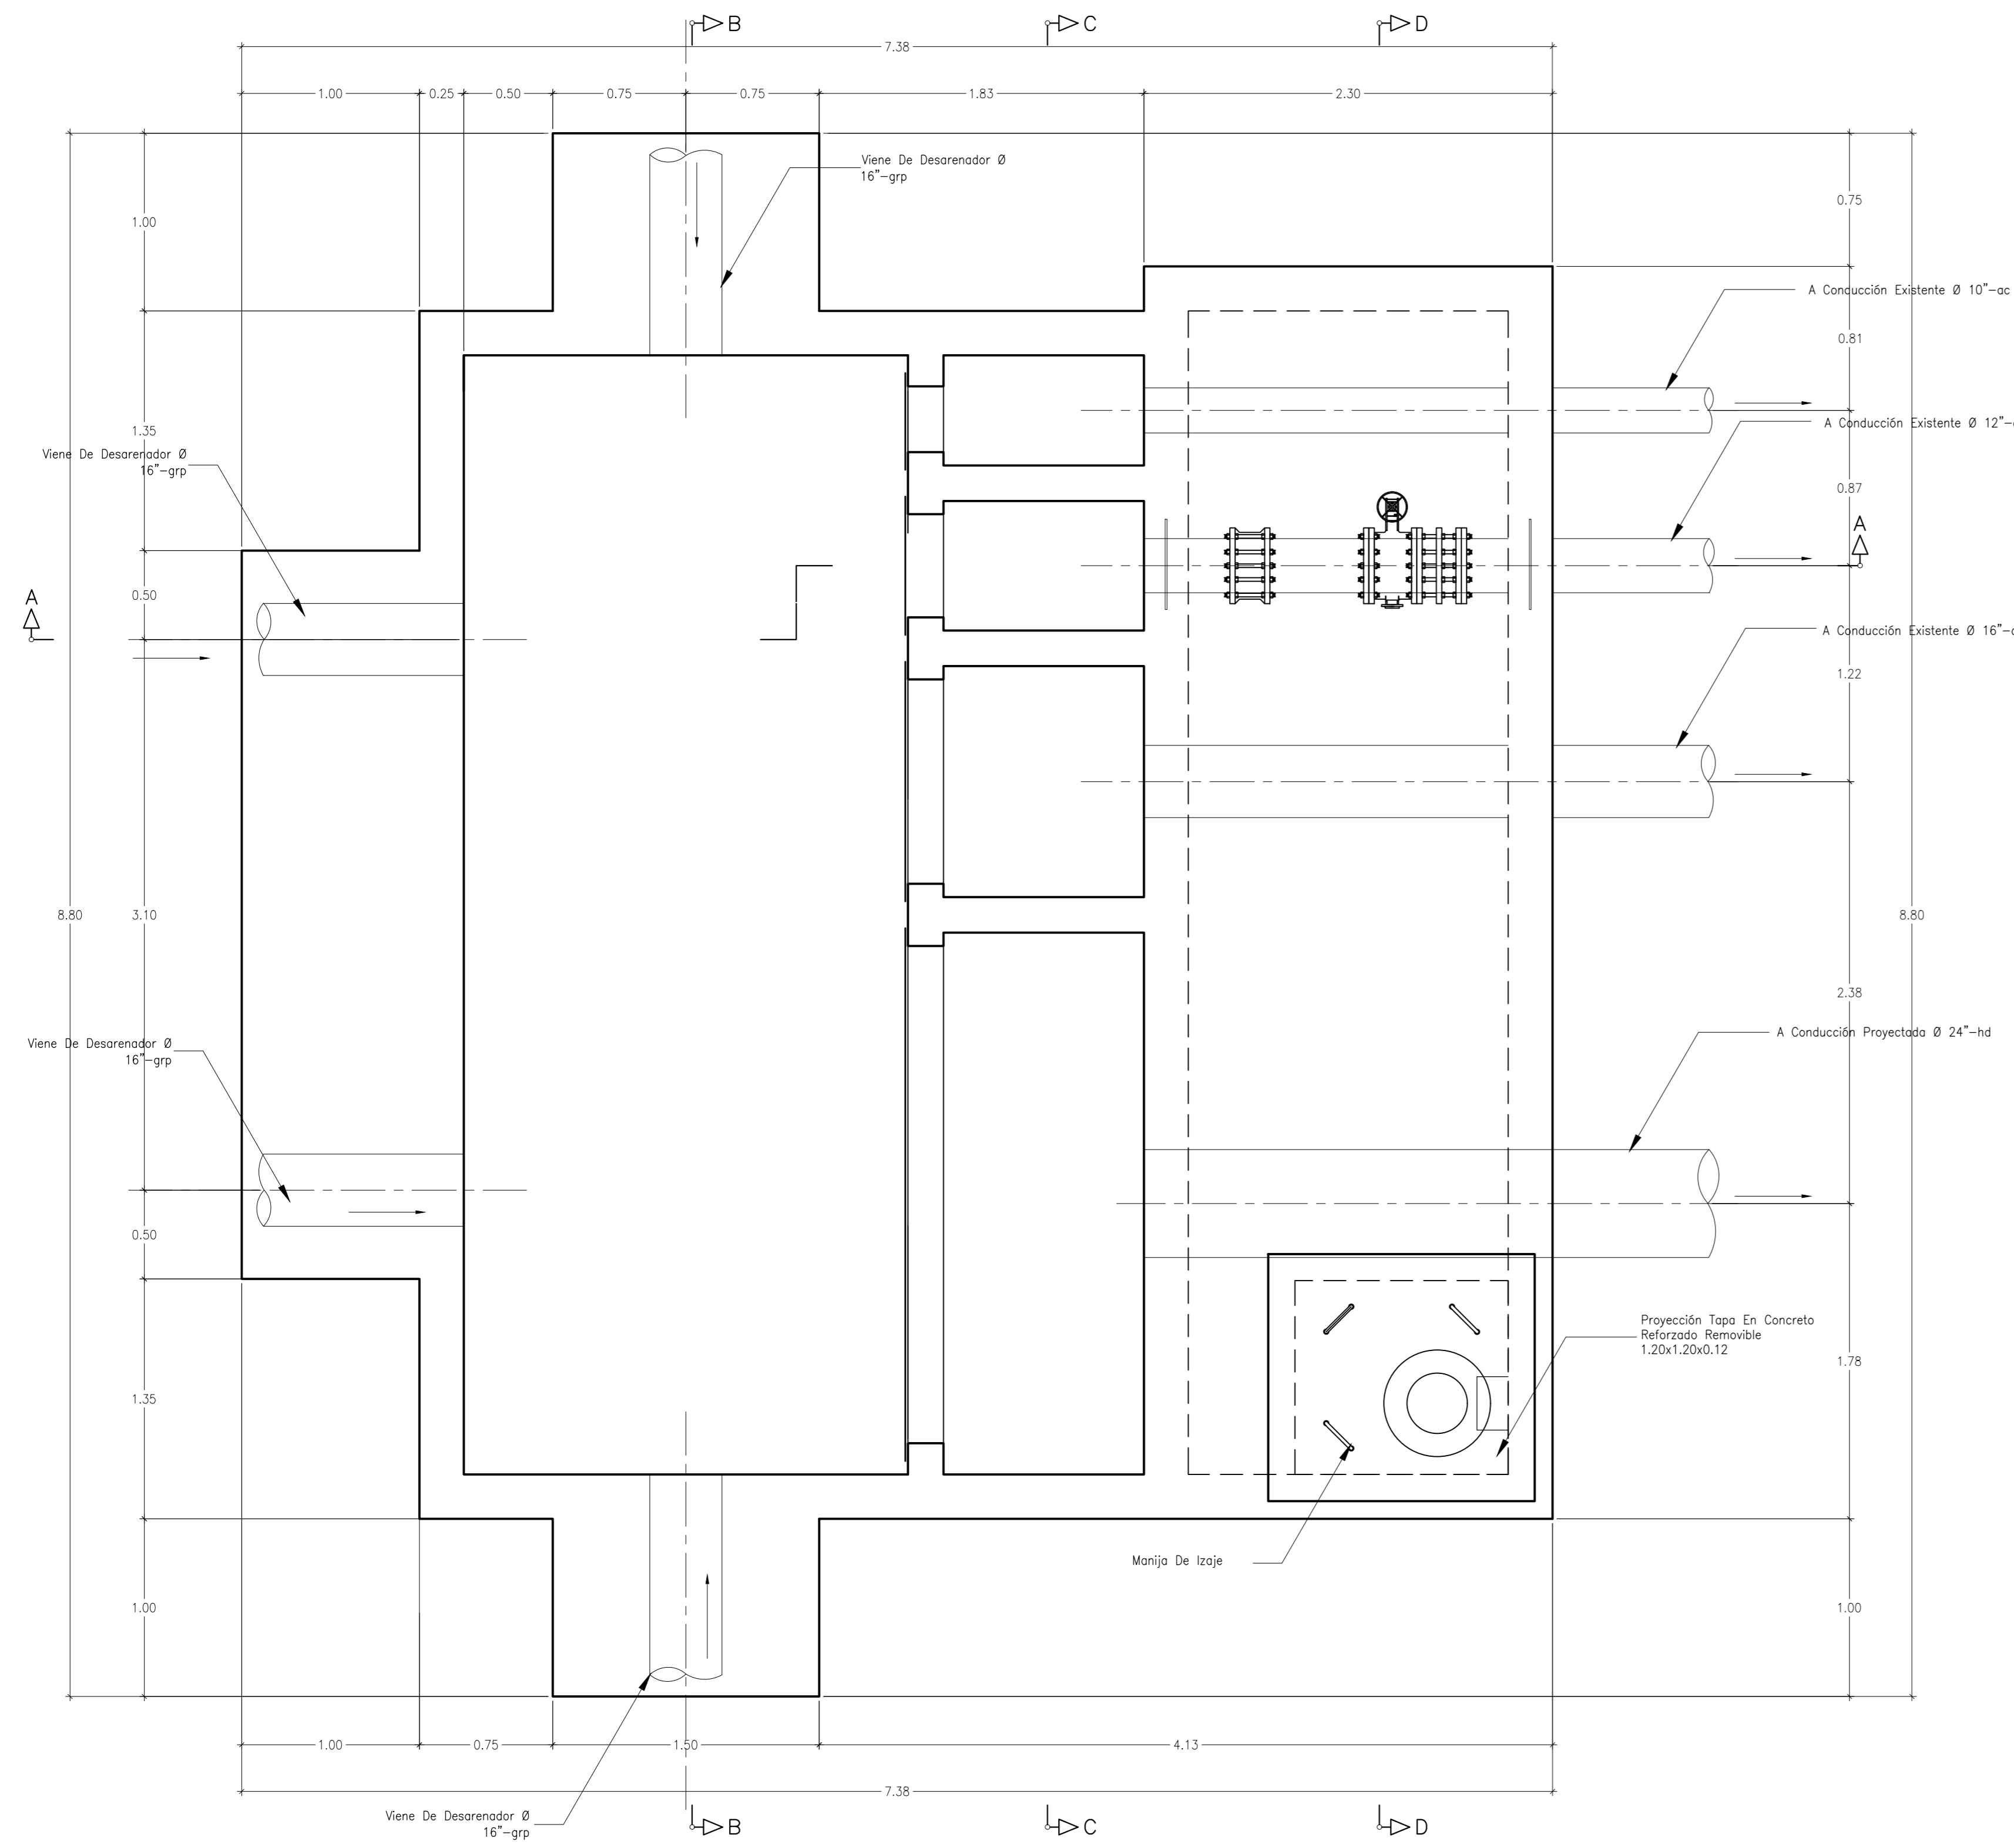 B
C
D
7.38
1.00
0.25
0.50
0.75
0.75
1.83
2.30
Viene De Desarenador Ø
16"-grp
1.00
0.75
A Conducción Existente Ø 10"-ac
0.81
1.35
A Conducción Existente Ø 12"-
Viene De Desarenador Ø
16"-grp
0.87
A
A
0.50
A Conducción Existente Ø 16"-
1.22
8.80
3.10
8.80
2.38
Viene De Desarenador Ø
16"-grp
A Conducción Proyectada Ø 24"-hd
0.50
Proyección Tapa En Concreto
Reforzado Removible
1.20x1.20x0.12
1.78
1.35
Manija De Izaje
1.00
1.00
1.00
0.75
1.50
4.13
7.38
Viene De Desarenador Ø
16"-grp
B
C
D